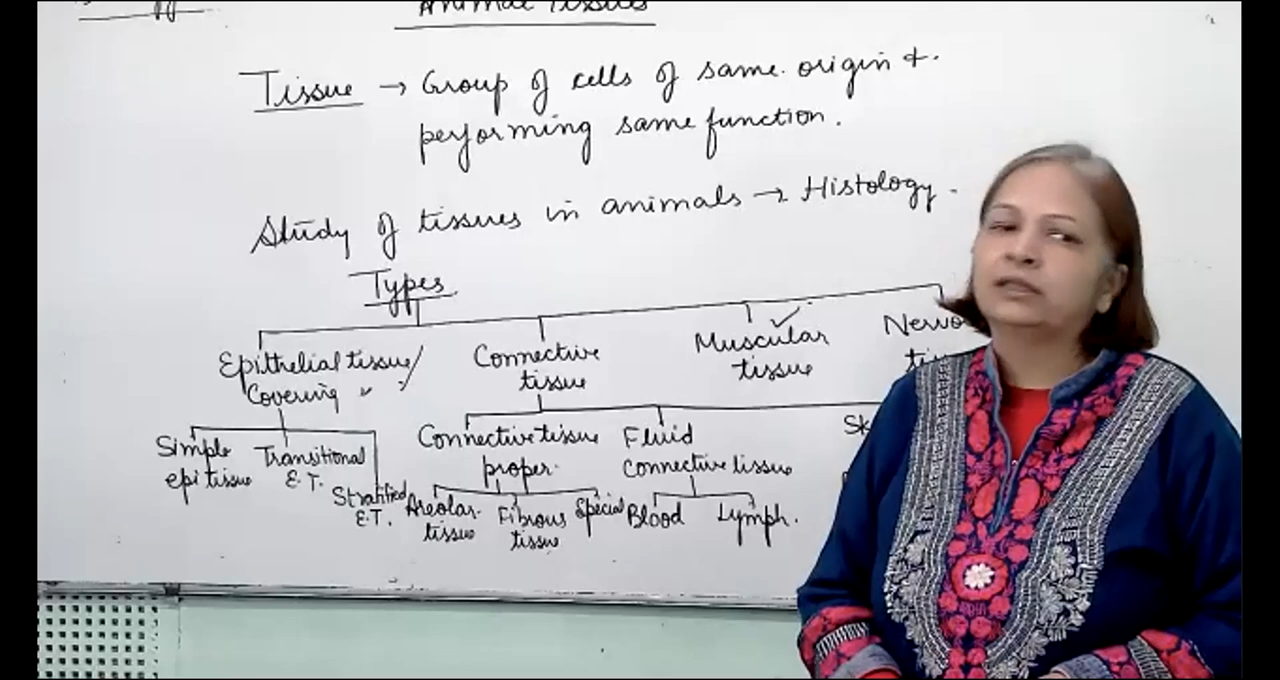 Animal Tissues
Tissue → Group of cells of same origin &
performing same function.
Study of tissues in animals → Histology.
Types
Epithelial tissue/
Covering
Connective
tissue
Muscular
tissue
Simple
epi tissue
Transitional
E.T.
Stratified
E.T.
Connective tissue
proper
Fluid
connective tissue
Areolar
tissue
Fibrous
tissue
Special
Blood
Lymph.